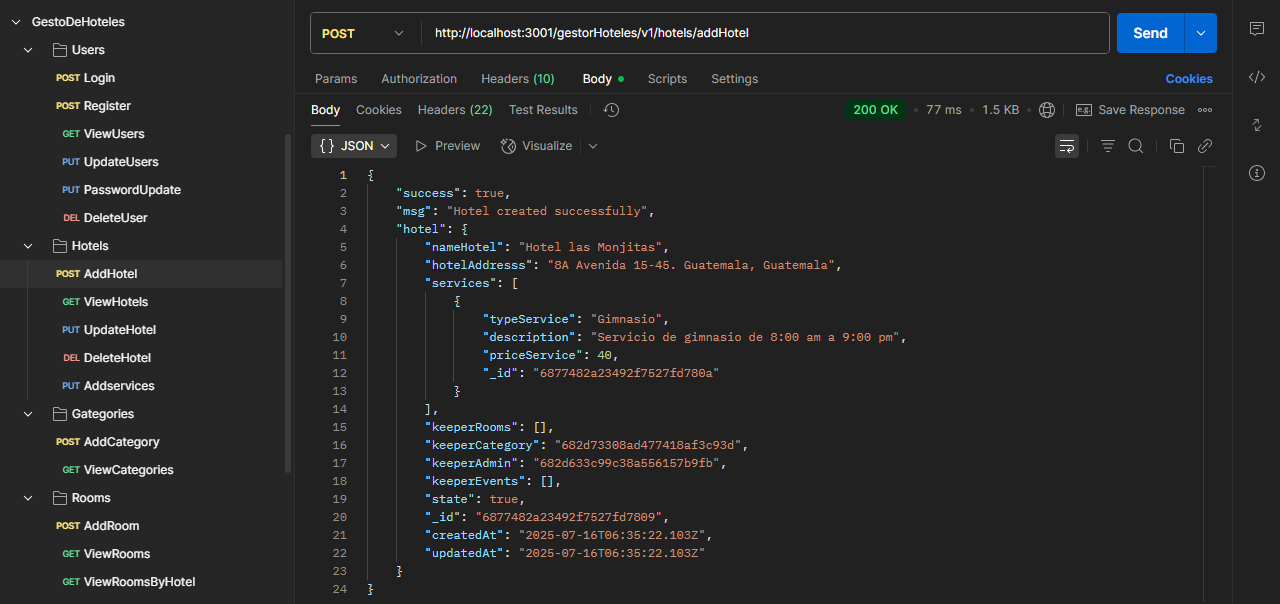 GestoDeHoteles
Users
POST Login
POST Register
GET ViewUsers
PUT UpdateUsers
PUT PasswordUpdate
DEL DeleteUser
Hotels
POST AddHotel
GET ViewHotels
PUT UpdateHotel
DEL DeleteHotel
PUT Addservices
Gategories
POST AddCategory
GET ViewCategories
Rooms
POST AddRoom
GET ViewRooms
GET ViewRoomsByHotel
POST http://localhost:3001/gestorHoteles/v1/hotels/addHotel Send
Params Authorization Headers (10) Body Scripts Settings Cookies
Body Cookies Headers (22) Test Results 200 OK • 77 ms • 1.5 KB e.g. Save Response
{} JSON Preview Visualize
1 {
2 "success": true,
3 "msg": "Hotel created successfully",
4 "hotel": {
5 "nameHotel": "Hotel las Monjitas",
6 "hotelAddresss": "8A Avenida 15-45. Guatemala, Guatemala",
7 "services": [
8 {
9 "typeService": "Gimnasio",
10 "description": "Servicio de gimnasio de 8:00 am a 9:00 pm",
11 "priceService": 40,
12 "_id": "6877482a23492f7527fd780a"
13 }
14 ],
15 "keeperRooms": [],
16 "keeperCategory": "682d73308ad477418af3c93d",
17 "keeperAdmin": "682d633c99c38a556157b9fb",
18 "keeperEvents": [],
19 "state": true,
20 "_id": "6877482a23492f7527fd7809",
21 "createdAt": "2025-07-16T06:35:22.103Z",
22 "updatedAt": "2025-07-16T06:35:22.103Z"
23 }
24 }